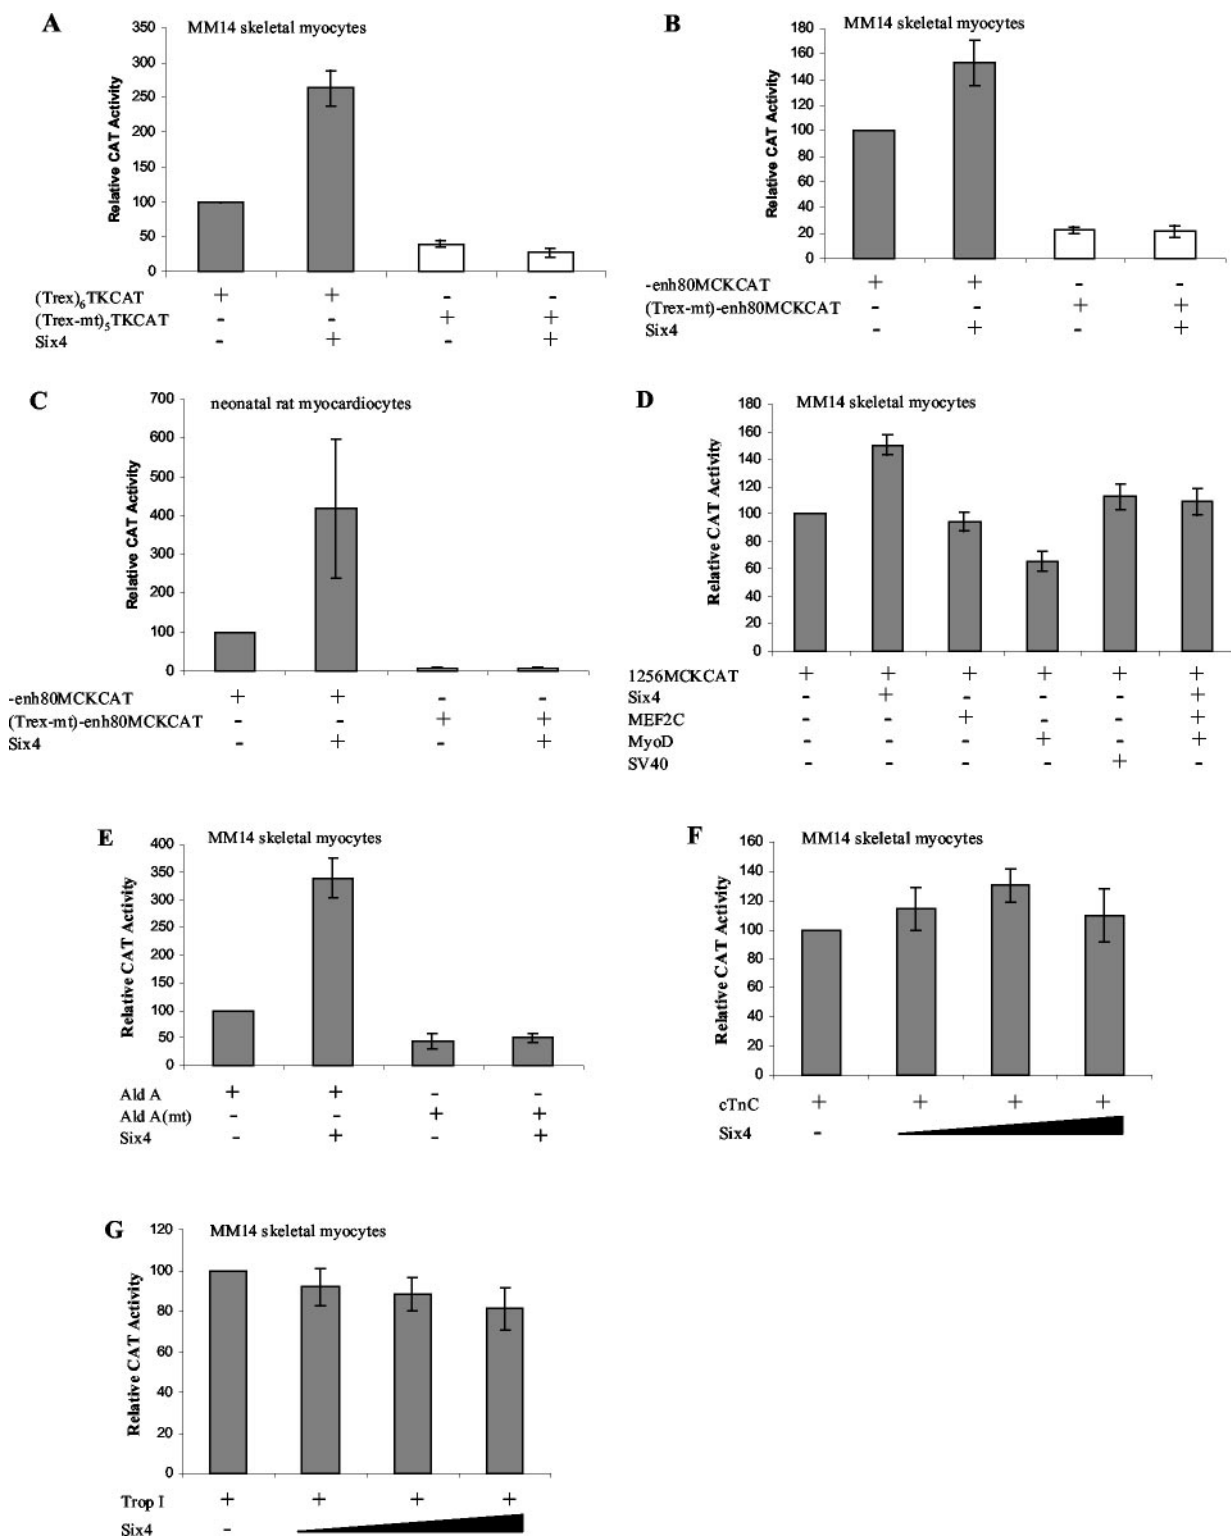 A
MM14 skeletal myocytes
Relative CAT Activity
350
300
250
200
150
100
50
0
(Trex)₆TKCAT + + - -
(Trex-mt)₅TKCAT - - + +
Six4 - + - +
B
MM14 skeletal myocytes
Relative CAT Activity
180
160
140
120
100
80
60
40
20
0
-enh80MCKCAT + + - -
(Trex-mt)-enh80MCKCAT - - + +
Six4 - + - +
C
neonatal rat myocardiocytes
Relative CAT Activity
700
600
500
400
300
200
100
0
-enh80MCKCAT + + - -
(Trex-mt)-enh80MCKCAT - - + +
Six4 - + - +
D
MM14 skeletal myocytes
Relative CAT Activity
180
160
140
120
100
80
60
40
20
0
1256MCKCAT + + + + + +
Six4 - + - - - +
MEF2C - - + - - +
MyoD - - - + - +
SV40 - - - - + -
E
MM14 skeletal myocytes
Relative CAT Activity
400
350
300
250
200
150
100
50
0
Ald A + + - -
Ald A(mt) - - + +
Six4 - + - +
F
MM14 skeletal myocytes
Relative CAT Activity
160
140
120
100
80
60
40
20
0
cTnC + + + +
Six4 -
G
MM14 skeletal myocytes
Relative CAT Activity
120
100
80
60
40
20
0
Trop I + + + +
Six4 -